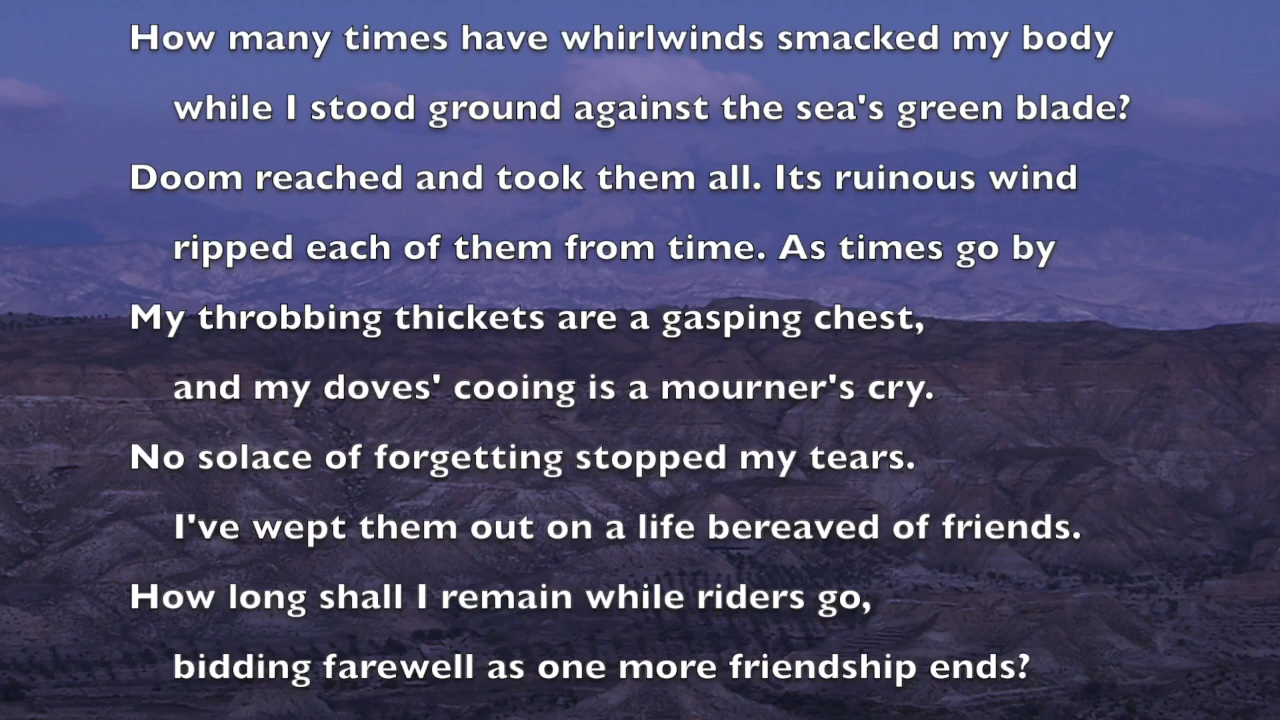 How many times have whirlwinds smacked my body
while I stood ground against the sea's green blade?
Doom reached and took them all. Its ruinous wind
ripped each of them from time. As times go by
My throbbing thickets are a gasping chest,
and my doves' cooing is a mourner's cry.
No solace of forgetting stopped my tears.
I've wept them out on a life bereaved of friends.
How long shall I remain while riders go,
bidding farewell as one more friendship ends?